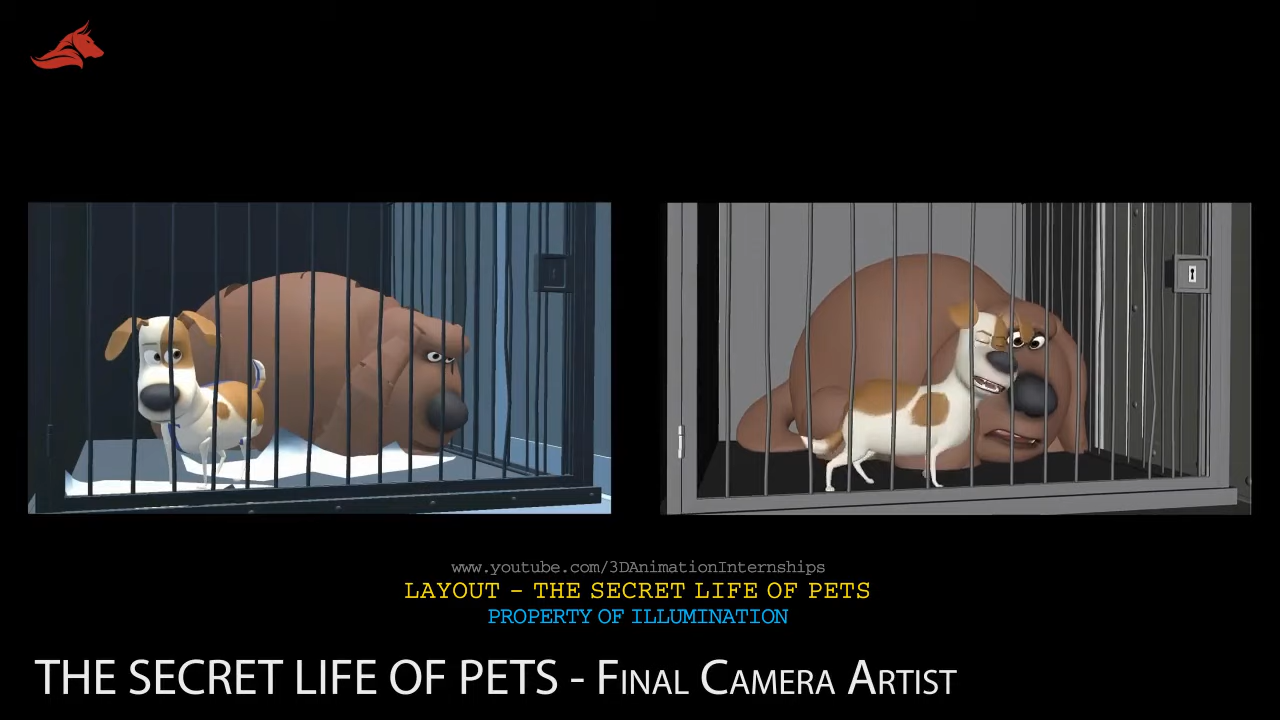 www.youtube.com/3DAnimationInternships
LAYOUT - THE SECRET LIFE OF PETS
PROPERTY OF ILLUMINATION
THE SECRET LIFE OF PETS - FINAL CAMERA ARTIST